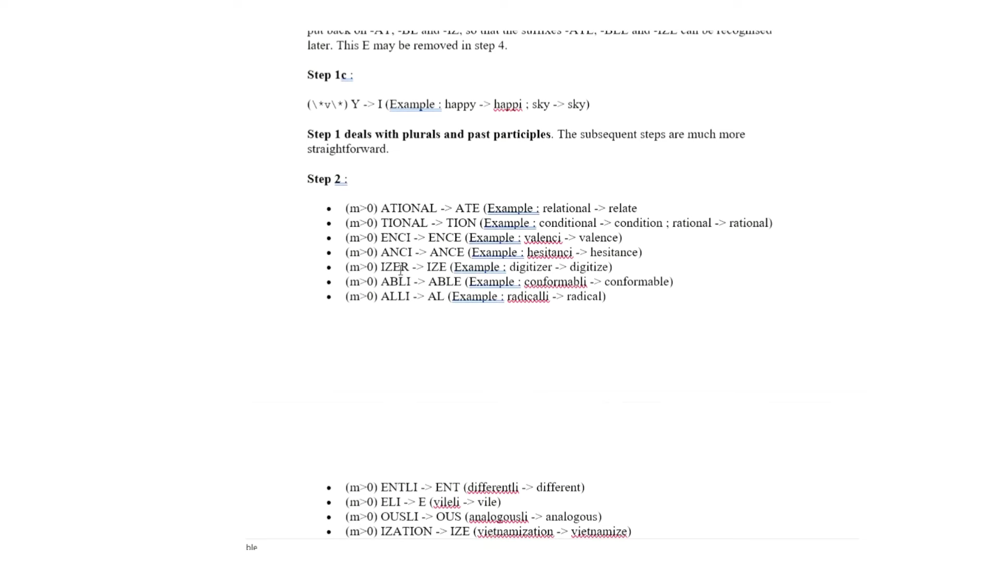 put back on -AT, -BL and -IZ, so that the suffixes -ATE, -BLE and -IZE can be recognised
later. This E may be removed in step 4.
Step 1c :
(\*v\*) Y -> I (Example : happy -> happi ; sky -> sky)
Step 1 deals with plurals and past participles. The subsequent steps are much more
straightforward.
Step 2 :
• (m>0) ATIONAL -> ATE (Example : relational -> relate
• (m>0) TIONAL -> TION (Example : conditional -> condition ; rational -> rational)
• (m>0) ENCI -> ENCE (Example : valenci -> valence)
• (m>0) ANCI -> ANCE (Example : hesitanci -> hesitance)
• (m>0) IZER -> IZE (Example : digitizer -> digitize)
• (m>0) ABLI -> ABLE (Example : conformabli -> conformable)
• (m>0) ALLI -> AL (Example : radicalli -> radical)
• (m>0) ENTLI -> ENT (differentli -> different)
• (m>0) ELI -> E (vileli -> vile)
• (m>0) OUSLI -> OUS (analogousli -> analogous)
• (m>0) IZATION -> IZE (vietnamization -> vietnamize)
ble